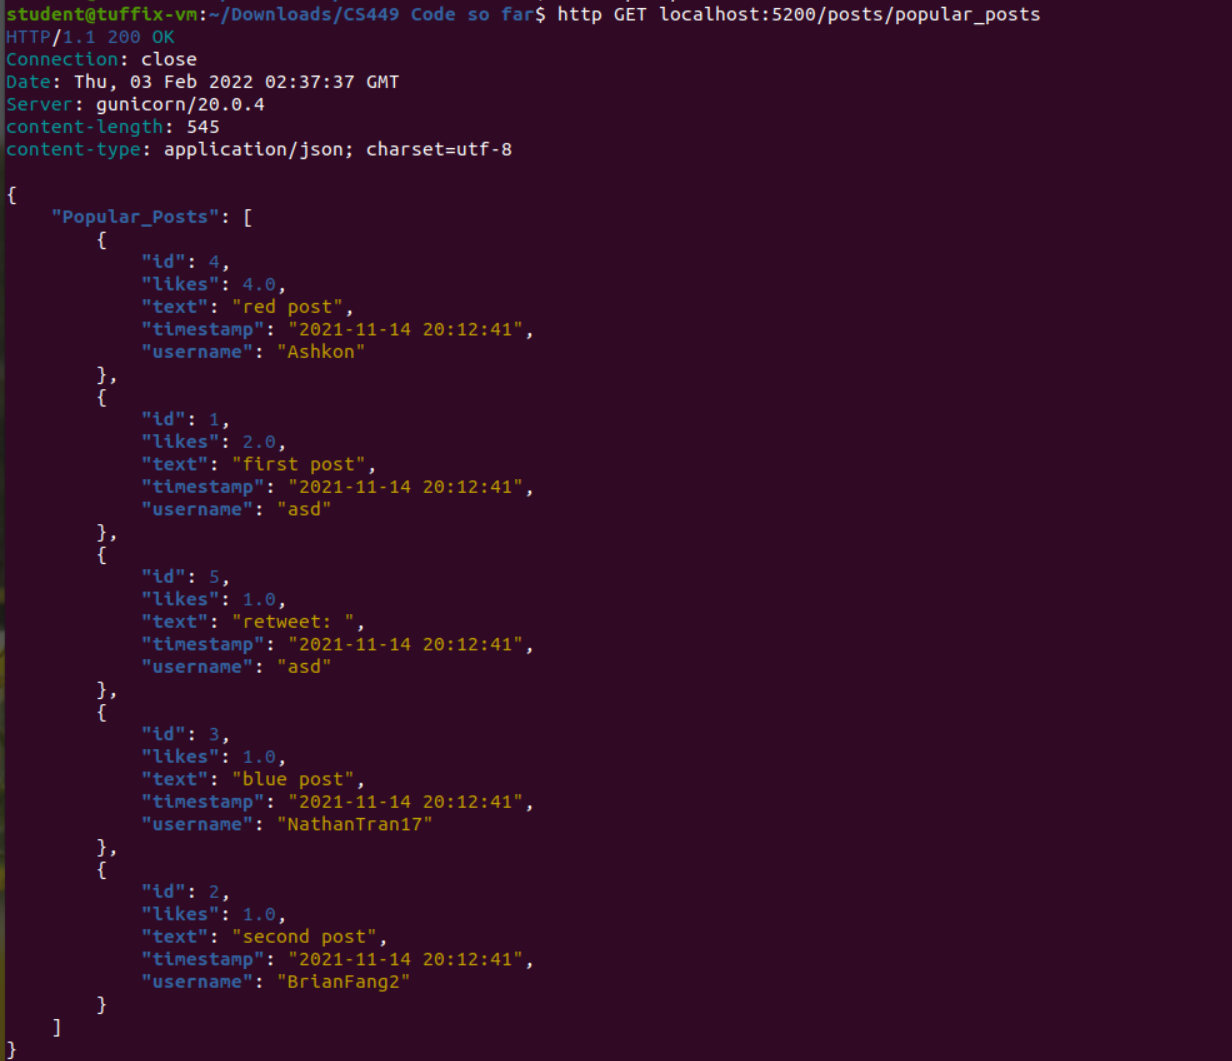 student@tuffix-vm:~/Downloads/CS449 Code so far$ http GET localhost:5200/posts/popular_posts
HTTP/1.1 200 OK
Connection: close
Date: Thu, 03 Feb 2022 02:37:37 GMT
Server: gunicorn/20.0.4
content-length: 545
content-type: application/json; charset=utf-8

{
    "Popular_Posts": [
        {
            "id": 4,
            "likes": 4.0,
            "text": "red post",
            "timestamp": "2021-11-14 20:12:41",
            "username": "Ashkon"
        },
        {
            "id": 1,
            "likes": 2.0,
            "text": "first post",
            "timestamp": "2021-11-14 20:12:41",
            "username": "asd"
        },
        {
            "id": 5,
            "likes": 1.0,
            "text": "retweet: ",
            "timestamp": "2021-11-14 20:12:41",
            "username": "asd"
        },
        {
            "id": 3,
            "likes": 1.0,
            "text": "blue post",
            "timestamp": "2021-11-14 20:12:41",
            "username": "NathanTran17"
        },
        {
            "id": 2,
            "likes": 1.0,
            "text": "second post",
            "timestamp": "2021-11-14 20:12:41",
            "username": "BrianFang2"
        }
    ]
}